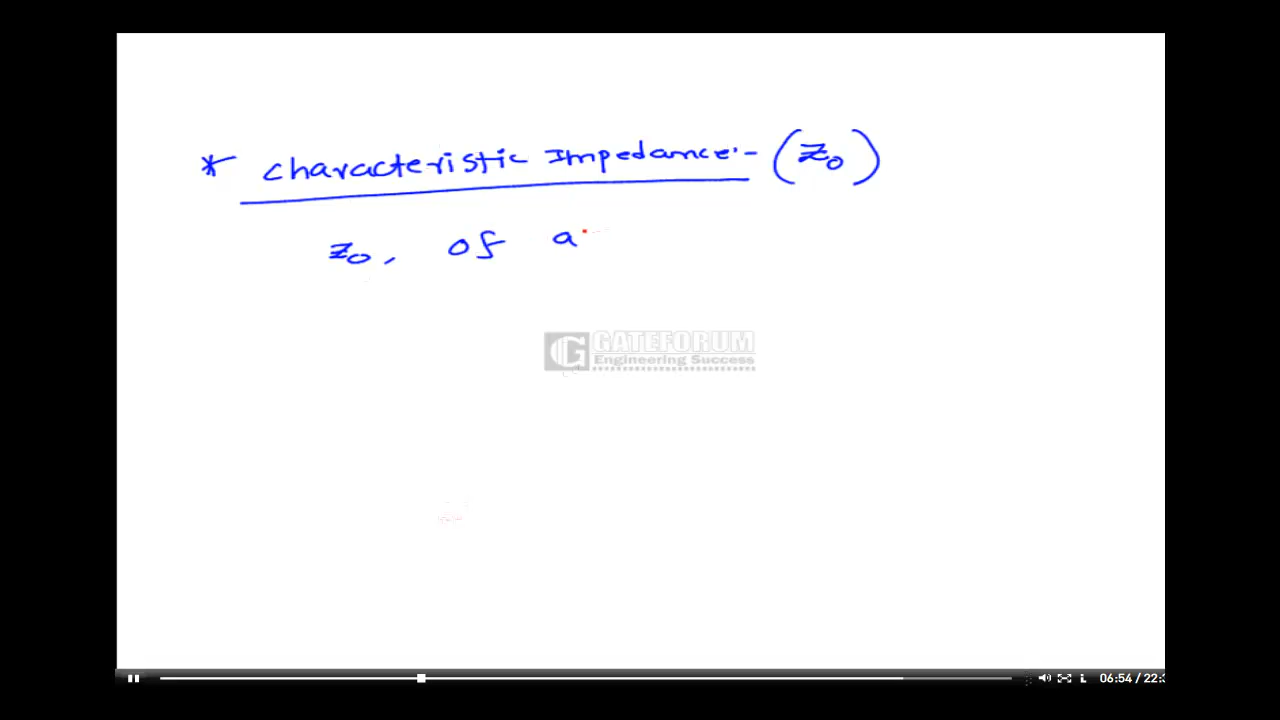 * characteristic Impedance:- (Z0)
Z0, of a
GATEFORUM
Engineering Success
06:54 / 22: